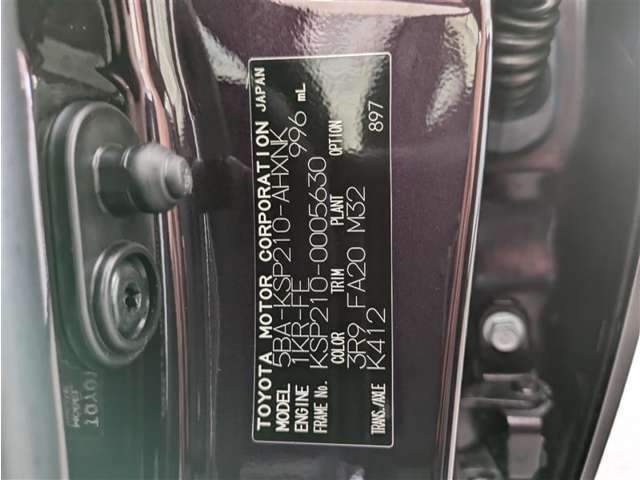 TOYOTA MOTOR CORPORATION JAPAN
MODEL 5BA-KSP210-AHXNK
ENGINE 1KR-FE 996 mL
FRAME No. KSP210-0005630
COLOR TRIM PLANT OPTION
3R9 FA20 M32 897
TRANS./AXLE K412